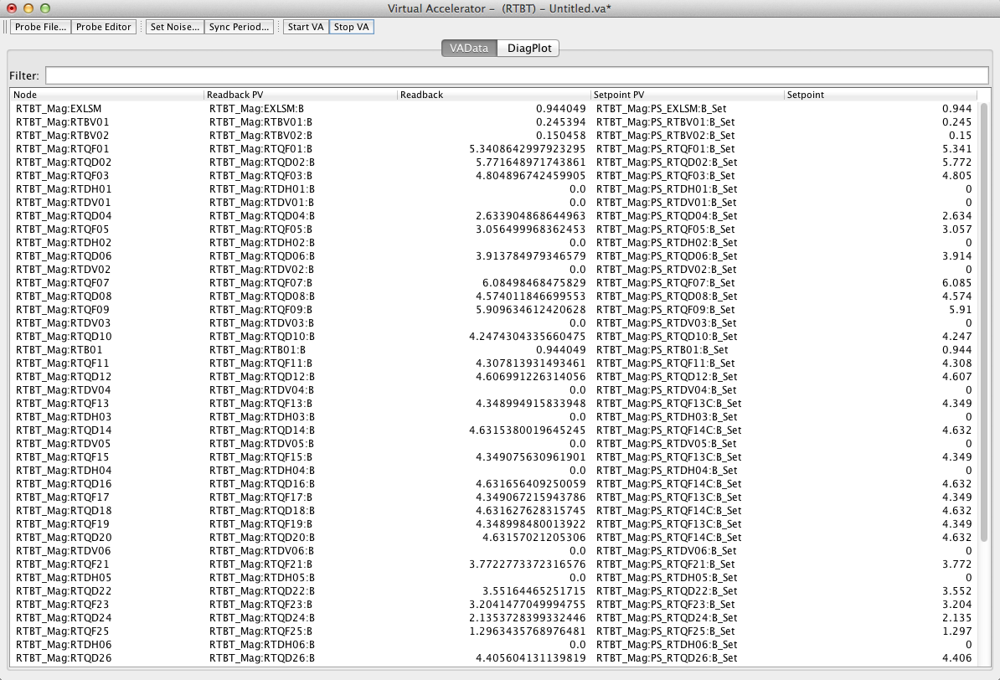 Virtual Accelerator – (RTBT) – Untitled.va*
Probe File... Probe Editor Set Noise... Sync Period... Start VA Stop VA
VAData DiagPlot
Filter:
Node Readback PV Readback Setpoint PV Setpoint
RTBT_Mag:EXLSM RTBT_Mag:EXLSM:B 0.944049 RTBT_Mag:PS_EXLSM:B_Set 0.944
RTBT_Mag:RTBV01 RTBT_Mag:RTBV01:B 0.245394 RTBT_Mag:PS_RTBV01:B_Set 0.245
RTBT_Mag:RTBV02 RTBT_Mag:RTBV02:B 0.150458 RTBT_Mag:PS_RTBV02:B_Set 0.15
RTBT_Mag:RTQF01 RTBT_Mag:RTQF01:B 5.3408642997923295 RTBT_Mag:PS_RTQF01:B_Set 5.341
RTBT_Mag:RTQD02 RTBT_Mag:RTQD02:B 5.771648971743861 RTBT_Mag:PS_RTQD02:B_Set 5.772
RTBT_Mag:RTQF03 RTBT_Mag:RTQF03:B 4.804896742459905 RTBT_Mag:PS_RTQF03:B_Set 4.805
RTBT_Mag:RTDH01 RTBT_Mag:RTDH01:B 0.0 RTBT_Mag:PS_RTDH01:B_Set 0
RTBT_Mag:RTDV01 RTBT_Mag:RTDV01:B 0.0 RTBT_Mag:PS_RTDV01:B_Set 0
RTBT_Mag:RTQD04 RTBT_Mag:RTQD04:B 2.633904868644963 RTBT_Mag:PS_RTQD04:B_Set 2.634
RTBT_Mag:RTQF05 RTBT_Mag:RTQF05:B 3.056499968362453 RTBT_Mag:PS_RTQF05:B_Set 3.057
RTBT_Mag:RTDH02 RTBT_Mag:RTDH02:B 0.0 RTBT_Mag:PS_RTDH02:B_Set 0
RTBT_Mag:RTQD06 RTBT_Mag:RTQD06:B 3.913784979346579 RTBT_Mag:PS_RTQD06:B_Set 3.914
RTBT_Mag:RTDV02 RTBT_Mag:RTDV02:B 0.0 RTBT_Mag:PS_RTDV02:B_Set 0
RTBT_Mag:RTQF07 RTBT_Mag:RTQF07:B 6.08498468475829 RTBT_Mag:PS_RTQF07:B_Set 6.085
RTBT_Mag:RTQD08 RTBT_Mag:RTQD08:B 4.574011846699553 RTBT_Mag:PS_RTQD08:B_Set 4.574
RTBT_Mag:RTQF09 RTBT_Mag:RTQF09:B 5.909634612420628 RTBT_Mag:PS_RTQF09:B_Set 5.91
RTBT_Mag:RTDV03 RTBT_Mag:RTDV03:B 0.0 RTBT_Mag:PS_RTDV03:B_Set 0
RTBT_Mag:RTQD10 RTBT_Mag:RTQD10:B 4.2474304335660475 RTBT_Mag:PS_RTQD10:B_Set 4.247
RTBT_Mag:RTB01 RTBT_Mag:RTB01:B 0.944049 RTBT_Mag:PS_RTB01:B_Set 0.944
RTBT_Mag:RTQF11 RTBT_Mag:RTQF11:B 4.307813931493461 RTBT_Mag:PS_RTQF11:B_Set 4.308
RTBT_Mag:RTQD12 RTBT_Mag:RTQD12:B 4.606991226314056 RTBT_Mag:PS_RTQD12:B_Set 4.607
RTBT_Mag:RTDV04 RTBT_Mag:RTDV04:B 0.0 RTBT_Mag:PS_RTDV04:B_Set 0
RTBT_Mag:RTQF13 RTBT_Mag:RTQF13:B 4.348994915833948 RTBT_Mag:PS_RTQF13C:B_Set 4.349
RTBT_Mag:RTDH03 RTBT_Mag:RTDH03:B 0.0 RTBT_Mag:PS_RTDH03:B_Set 0
RTBT_Mag:RTQD14 RTBT_Mag:RTQD14:B 4.6315380019645245 RTBT_Mag:PS_RTQF14C:B_Set 4.632
RTBT_Mag:RTDV05 RTBT_Mag:RTDV05:B 0.0 RTBT_Mag:PS_RTDV05:B_Set 0
RTBT_Mag:RTQF15 RTBT_Mag:RTQF15:B 4.349075630961901 RTBT_Mag:PS_RTQF13C:B_Set 4.349
RTBT_Mag:RTDH04 RTBT_Mag:RTDH04:B 0.0 RTBT_Mag:PS_RTDH04:B_Set 0
RTBT_Mag:RTQD16 RTBT_Mag:RTQD16:B 4.631656409250059 RTBT_Mag:PS_RTQF14C:B_Set 4.632
RTBT_Mag:RTQF17 RTBT_Mag:RTQF17:B 4.349067215943786 RTBT_Mag:PS_RTQF13C:B_Set 4.349
RTBT_Mag:RTQD18 RTBT_Mag:RTQD18:B 4.631627628315745 RTBT_Mag:PS_RTQF14C:B_Set 4.632
RTBT_Mag:RTQF19 RTBT_Mag:RTQF19:B 4.348998480013922 RTBT_Mag:PS_RTQF13C:B_Set 4.349
RTBT_Mag:RTQD20 RTBT_Mag:RTQD20:B 4.63157021205306 RTBT_Mag:PS_RTQF14C:B_Set 4.632
RTBT_Mag:RTDV06 RTBT_Mag:RTDV06:B 0.0 RTBT_Mag:PS_RTDV06:B_Set 0
RTBT_Mag:RTQF21 RTBT_Mag:RTQF21:B 3.7722773372316576 RTBT_Mag:PS_RTQF21:B_Set 3.772
RTBT_Mag:RTDH05 RTBT_Mag:RTDH05:B 0.0 RTBT_Mag:PS_RTDH05:B_Set 0
RTBT_Mag:RTQD22 RTBT_Mag:RTQD22:B 3.55164465251715 RTBT_Mag:PS_RTQD22:B_Set 3.552
RTBT_Mag:RTQF23 RTBT_Mag:RTQF23:B 3.2041477049994755 RTBT_Mag:PS_RTQF23:B_Set 3.204
RTBT_Mag:RTQD24 RTBT_Mag:RTQD24:B 2.1353728399332446 RTBT_Mag:PS_RTQD24:B_Set 2.135
RTBT_Mag:RTQF25 RTBT_Mag:RTQF25:B 1.2963435768976481 RTBT_Mag:PS_RTQF25:B_Set 1.297
RTBT_Mag:RTDH06 RTBT_Mag:RTDH06:B 0.0 RTBT_Mag:PS_RTDH06:B_Set 0
RTBT_Mag:RTQD26 RTBT_Mag:RTQD26:B 4.405604131139819 RTBT_Mag:PS_RTQD26:B_Set 4.406